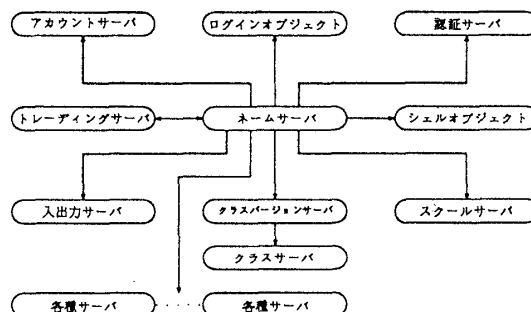 アカウントサーバ
ログインオブジェクト
認証サーバ
トレーディングサーバ
ネームサーバ
シェルオブジェクト
入出力サーバ
クラスバージョンサーバ
スクールサーバ
クラスサーバ
各種サーバ
各種サーバ